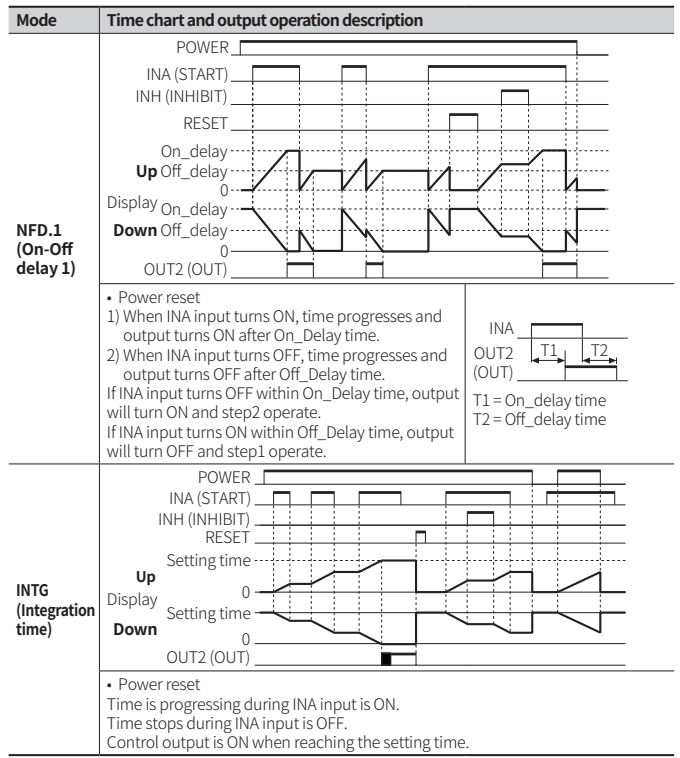 Mode Time chart and output operation description
NFD.1
(On-Off
delay 1)
POWER
INA (START)
INH (INHIBIT)
RESET
On_delay
Up Off_delay
0
Display On_delay
Down Off_delay
0
OUT2 (OUT)
• Power reset
1) When INA input turns ON, time progresses and
output turns ON after On_Delay time.
2) When INA input turns OFF, time progresses and
output turns OFF after Off_Delay time.
If INA input turns OFF within On_Delay time, output
will turn ON and step2 operate.
If INA input turns ON within Off_Delay time, output
will turn OFF and step1 operate.
INA
OUT2
(OUT)
T1 T2
T1 = On_delay time
T2 = Off_delay time
INTG
(Integration
time)
POWER
INA (START)
INH (INHIBIT)
RESET
Setting time
Up
0
Display
Setting time
Down
0
OUT2 (OUT)
• Power reset
Time is progressing during INA input is ON.
Time stops during INA input is OFF.
Control output is ON when reaching the setting time.